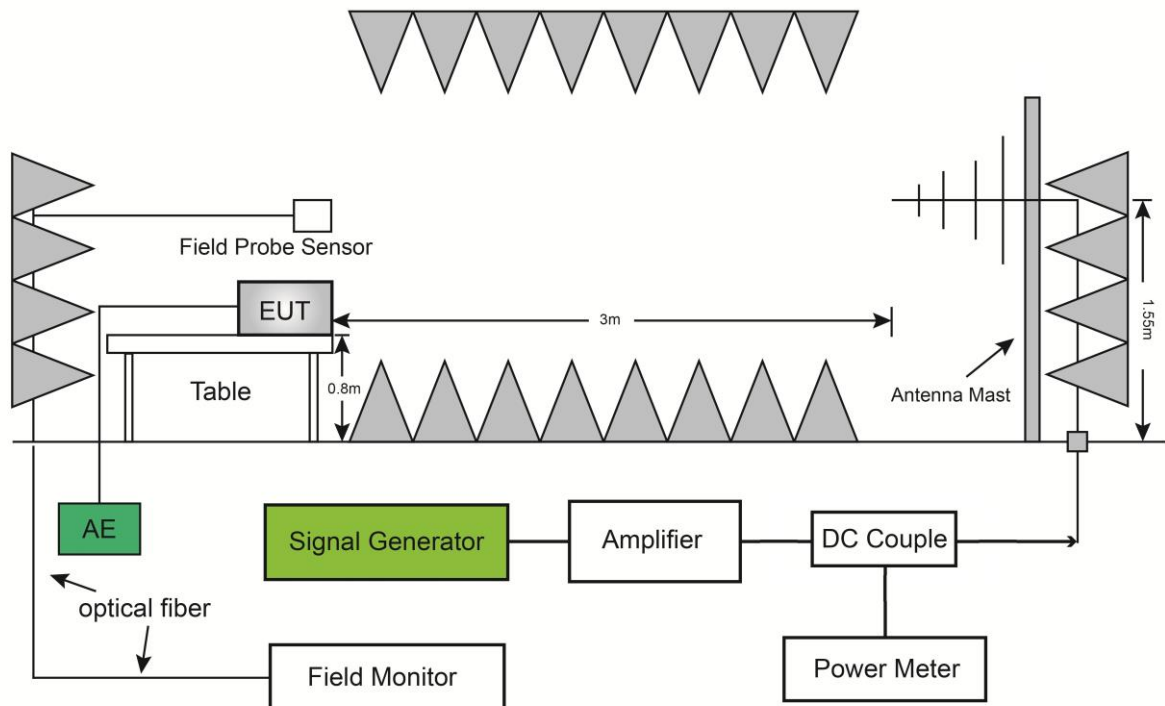 Field Probe Sensor
EUT
3m
1.55m
0.8m
Table
Antenna Mast
AE
Signal Generator
Amplifier
DC Couple
optical fiber
Field Monitor
Power Meter